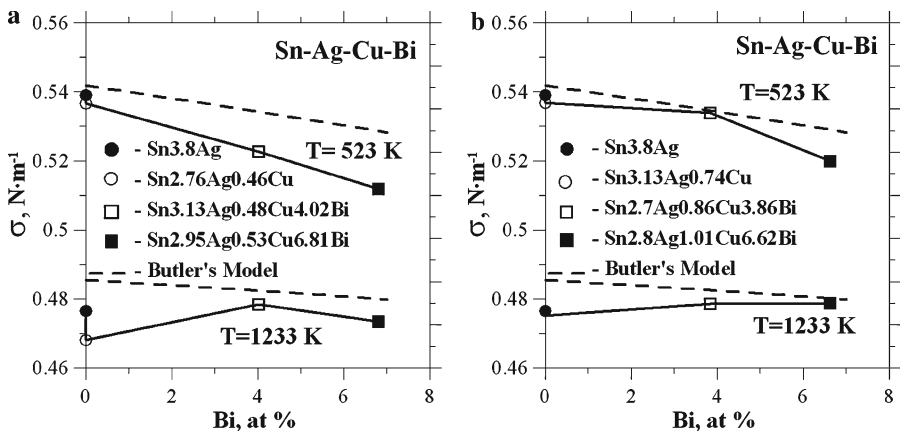 a
Sn-Ag-Cu-Bi
0.56
0.54
0.52
0.5
0.48
0.46
σ, N·m-1
T= 523 K
- Sn3.8Ag
- Sn2.76Ag0.46Cu
- Sn3.13Ag0.48Cu4.02Bi
- Sn2.95Ag0.53Cu6.81Bi
- Butler's Model
T=1233 K
0 2 4 6 8
Bi, at %
b
Sn-Ag-Cu-Bi
0.56
0.54
0.52
0.5
0.48
0.46
σ, N·m-1
T=523 K
- Sn3.8Ag
- Sn3.13Ag0.74Cu
- Sn2.7Ag0.86Cu3.86Bi
- Sn2.8Ag1.01Cu6.62Bi
- Butler's Model
T=1233 K
0 2 4 6 8
Bi, at %